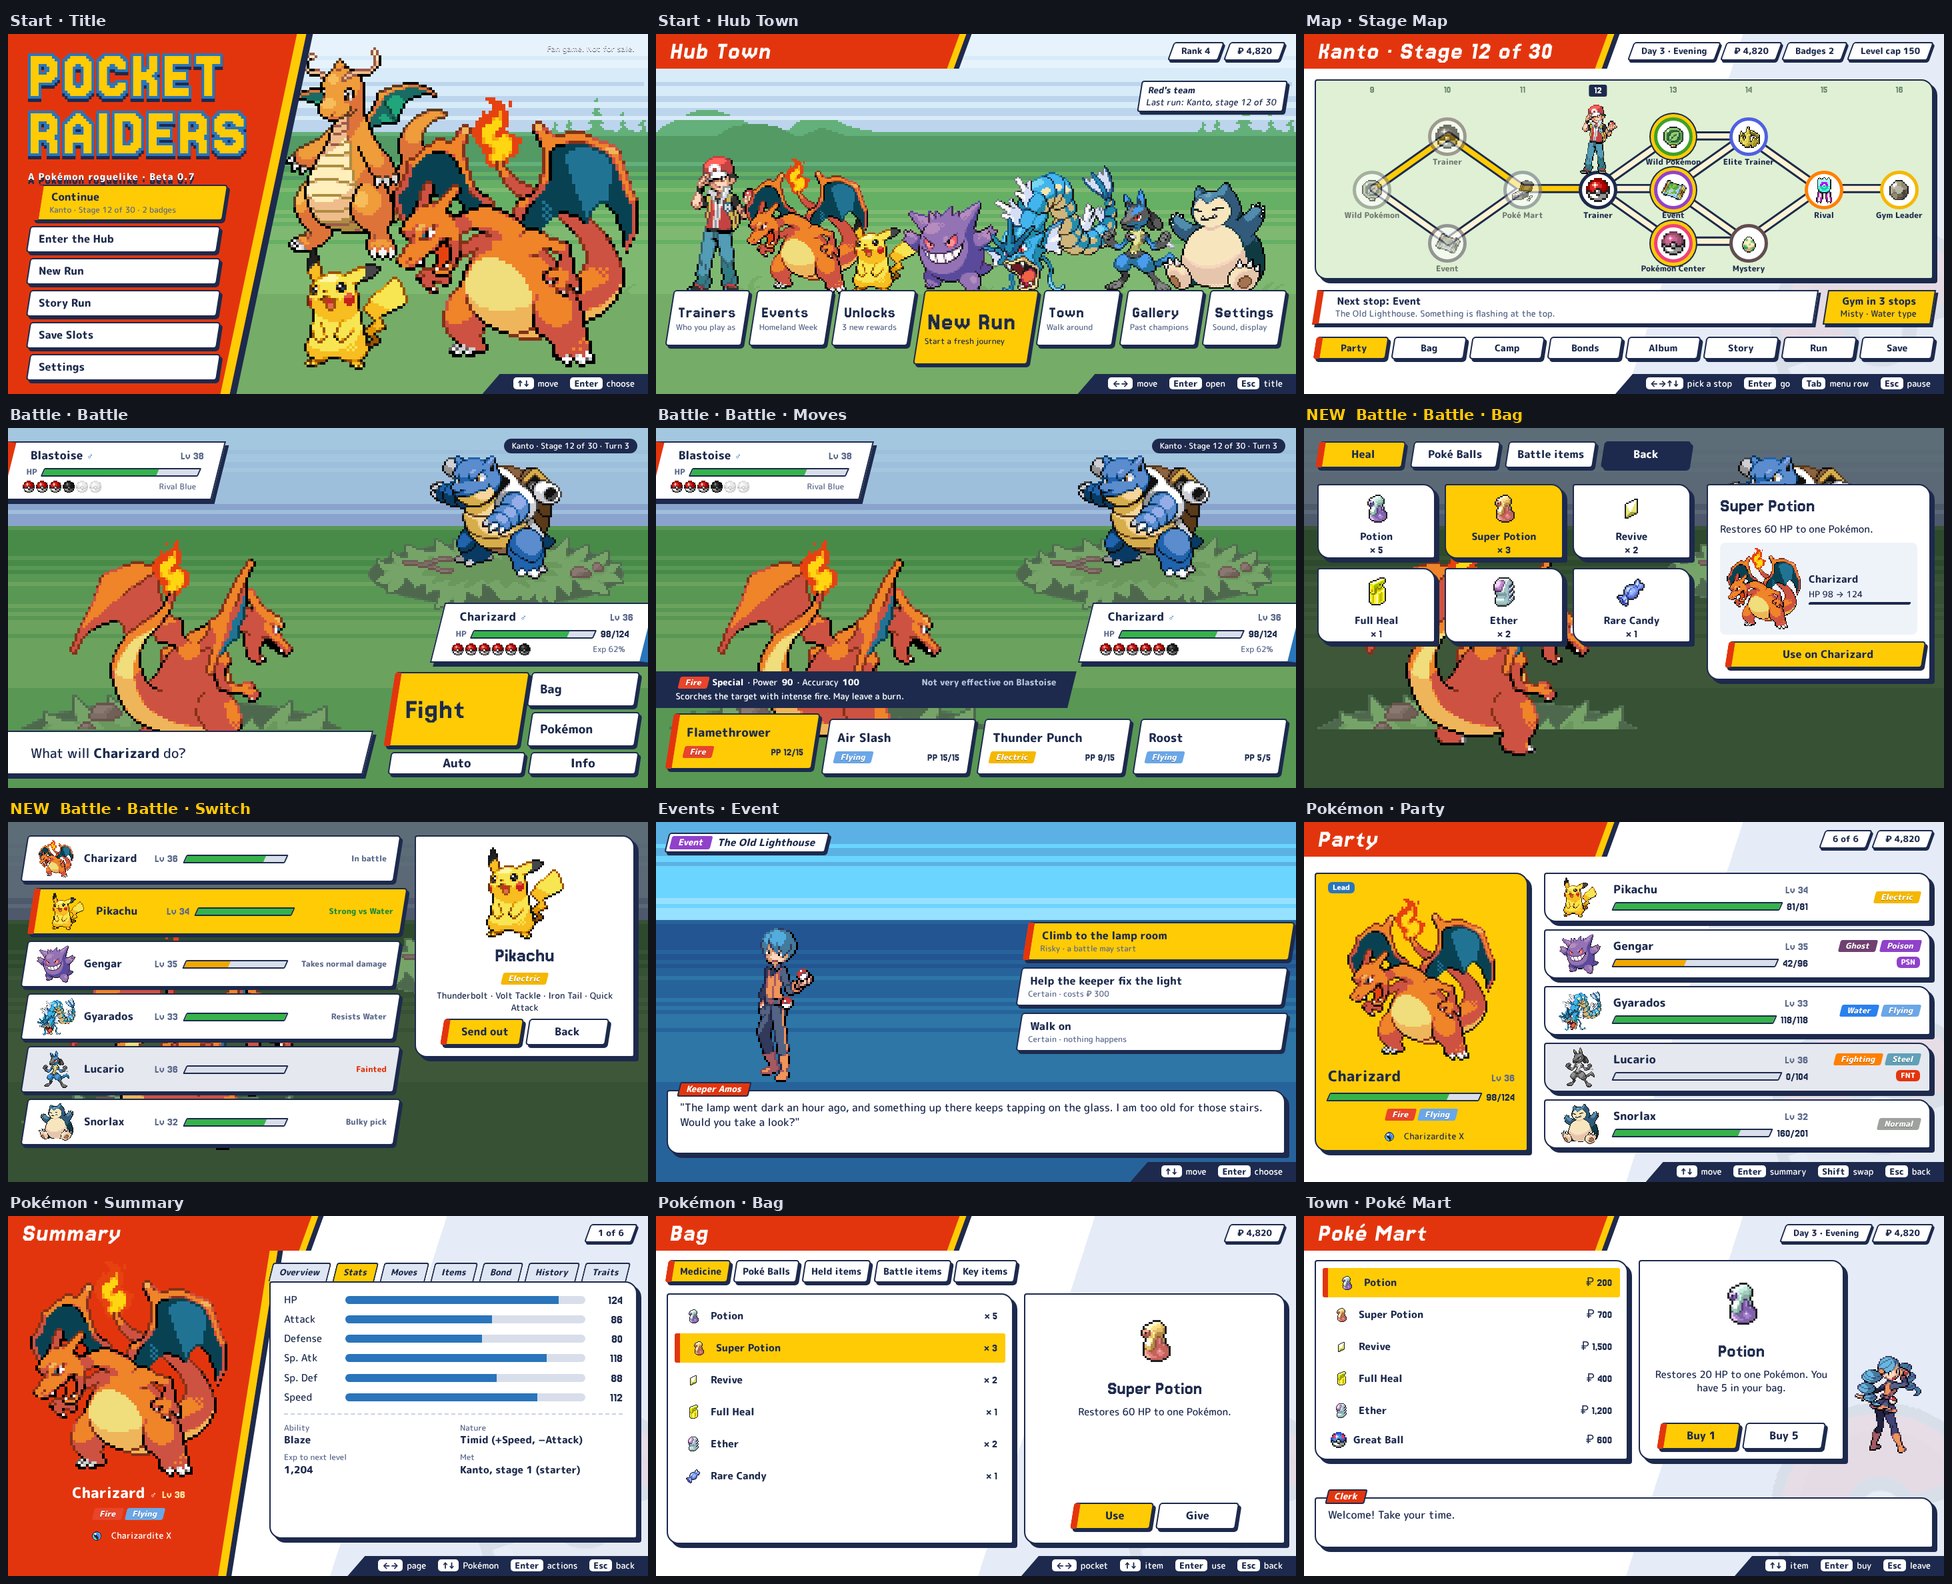 Start · Title
POCKET
RAIDERS
A Pokémon roguelike · Beta 0.7
Continue
Kanto · Stage 12 of 30 · 2 badges
Enter the Hub
New Run
Story Run
Save Slots
Settings
Fan game. Not for sale.
↑↓ move Enter choose
Start · Hub Town
Hub Town
Rank 4
₽ 4,820
Red's team
Last run: Kanto, stage 12 of 30
Trainers
Who you play as
Events
Homeland Week
Unlocks
3 new rewards
New Run
Start a fresh journey
Town
Walk around
Gallery
Past champions
Settings
Sound, display
←→ move Enter open Esc title
Map · Stage Map
Kanto · Stage 12 of 30
Day 3 · Evening
₽ 4,820
Badges 2
Level cap 150
9 10 11 12 13 14 15 16
Trainer
Wild Pokémon
Elite Trainer
Wild Pokémon
Poké Mart
Trainer
Event
Rival
Gym Leader
Event
Pokémon Center
Mystery
Next stop: Event
The Old Lighthouse. Something is flashing at the top.
Gym in 3 stops
Misty · Water type
Party
Bag
Camp
Bonds
Album
Story
Run
Save
←→↑↓ pick a stop Enter go Tab menu row Esc pause
Battle · Battle
Blastoise ♂ Lv 38
HP
Rival Blue
Kanto · Stage 12 of 30 · Turn 3
Charizard ♂ Lv 36
HP 98/124
Exp 62%
Fight
Bag
Pokémon
Auto
Info
What will Charizard do?
Battle · Battle · Moves
Blastoise ♂ Lv 38
HP
Rival Blue
Kanto · Stage 12 of 30 · Turn 3
Charizard ♂ Lv 36
HP 98/124
Exp 62%
Fire Special · Power 90 · Accuracy 100 Not very effective on Blastoise
Scorches the target with intense fire. May leave a burn.
Flamethrower
Fire PP 12/15
Air Slash
Flying PP 15/15
Thunder Punch
Electric PP 9/15
Roost
Flying PP 5/5
NEW Battle · Battle · Bag
Heal
Poké Balls
Battle items
Back
Potion
× 5
Super Potion
× 3
Revive
× 2
Full Heal
× 1
Ether
× 2
Rare Candy
× 1
Super Potion
Restores 60 HP to one Pokémon.
Charizard
HP 98 → 124
Use on Charizard
NEW Battle · Battle · Switch
Charizard Lv 36 In battle
Pikachu Lv 34 Strong vs Water
Gengar Lv 35 Takes normal damage
Gyarados Lv 33 Resists Water
Lucario Lv 36 Fainted
Snorlax Lv 32 Bulky pick
Pikachu
Electric
Thunderbolt · Volt Tackle · Iron Tail · Quick
Attack
Send out
Back
Events · Event
Event The Old Lighthouse
Climb to the lamp room
Risky · a battle may start
Help the keeper fix the light
Certain · costs ₽ 300
Walk on
Certain · nothing happens
Keeper Amos
"The lamp went dark an hour ago, and something up there keeps tapping on the glass. I am too old for those stairs.
Would you take a look?"
↑↓ move Enter choose
Pokémon · Party
Party
6 of 6
₽ 4,820
Lead
Charizard Lv 36
98/124
Fire Flying
Charizardite X
Pikachu Lv 34
81/81
Electric
Gengar Lv 35
42/96
Ghost Poison
PSN
Gyarados Lv 33
118/118
Water Flying
Lucario Lv 36
0/104
Fighting Steel
FNT
Snorlax Lv 32
160/201
Normal
↑↓ move Enter summary Shift swap Esc back
Pokémon · Summary
Summary
1 of 6
Overview
Stats
Moves
Items
Bond
History
Traits
HP 124
Attack 86
Defense 80
Sp. Atk 118
Sp. Def 88
Speed 112
Ability
Blaze
Nature
Timid (+Speed, −Attack)
Exp to next level
1,204
Met
Kanto, stage 1 (starter)
Charizard ♂ Lv 36
Fire Flying
Charizardite X
←→ page ↑↓ Pokémon Enter actions Esc back
Pokémon · Bag
Bag
₽ 4,820
Medicine
Poké Balls
Held items
Battle items
Key items
Potion × 5
Super Potion × 3
Revive × 2
Full Heal × 1
Ether × 2
Rare Candy × 1
Super Potion
Restores 60 HP to one Pokémon.
Use
Give
←→ pocket ↑↓ item Enter use Esc back
Town · Poké Mart
Poké Mart
Day 3 · Evening
₽ 4,820
Potion ₽ 200
Super Potion ₽ 700
Revive ₽ 1,500
Full Heal ₽ 400
Ether ₽ 1,200
Great Ball ₽ 600
Potion
Restores 20 HP to one Pokémon. You
have 5 in your bag.
Buy 1
Buy 5
Clerk
Welcome! Take your time.
↑↓ item Enter buy Esc leave